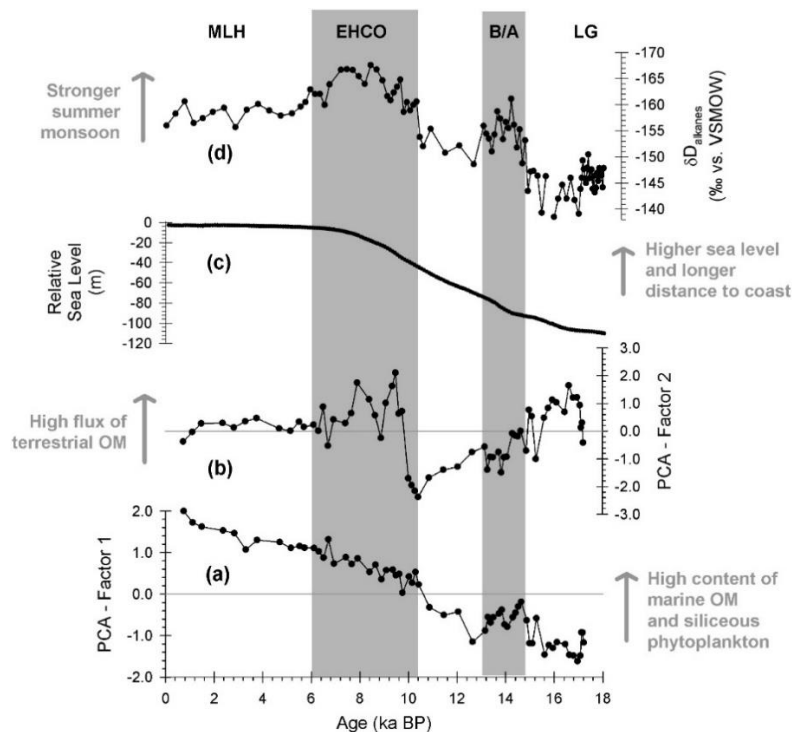 MLH EHCO B/A LG
Stronger
summer
monsoon
(d)
-170
-165
-160
-155
-150
-145
-140
δD alkanes
(‰ vs. VSMOW)
0
-20
-40
-60
-80
-100
-120
Relative
Sea Level
(m)
(c)
Higher sea level
and longer
distance to coast
High flux of
terrestrial OM
(b)
3.0
2.0
1.0
0.0
-1.0
-2.0
-3.0
PCA - Factor 2
2.0
1.0
0.0
-1.0
-2.0
PCA - Factor 1
(a)
High content of
marine OM
and siliceous
phytoplankton
0 2 4 6 8 10 12 14 16 18
Age (ka BP)